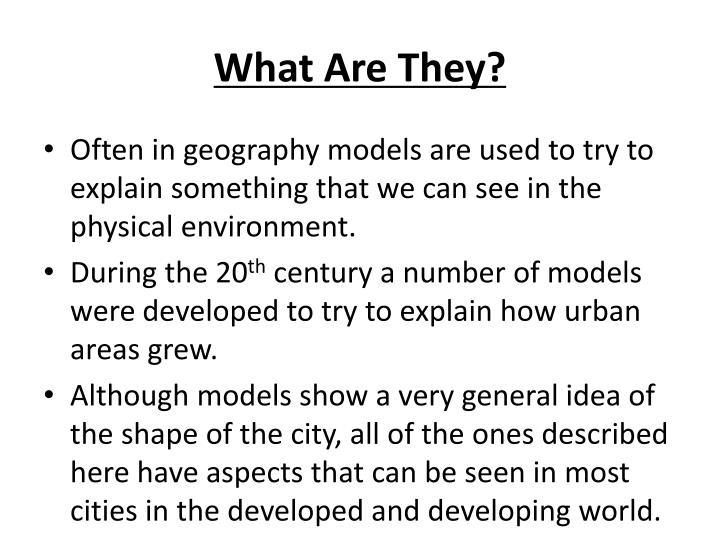 What Are They?
• Often in geography models are used to try to
explain something that we can see in the
physical environment.
• During the 20th century a number of models
were developed to try to explain how urban
areas grew.
• Although models show a very general idea of
the shape of the city, all of the ones described
here have aspects that can be seen in most
cities in the developed and developing world.